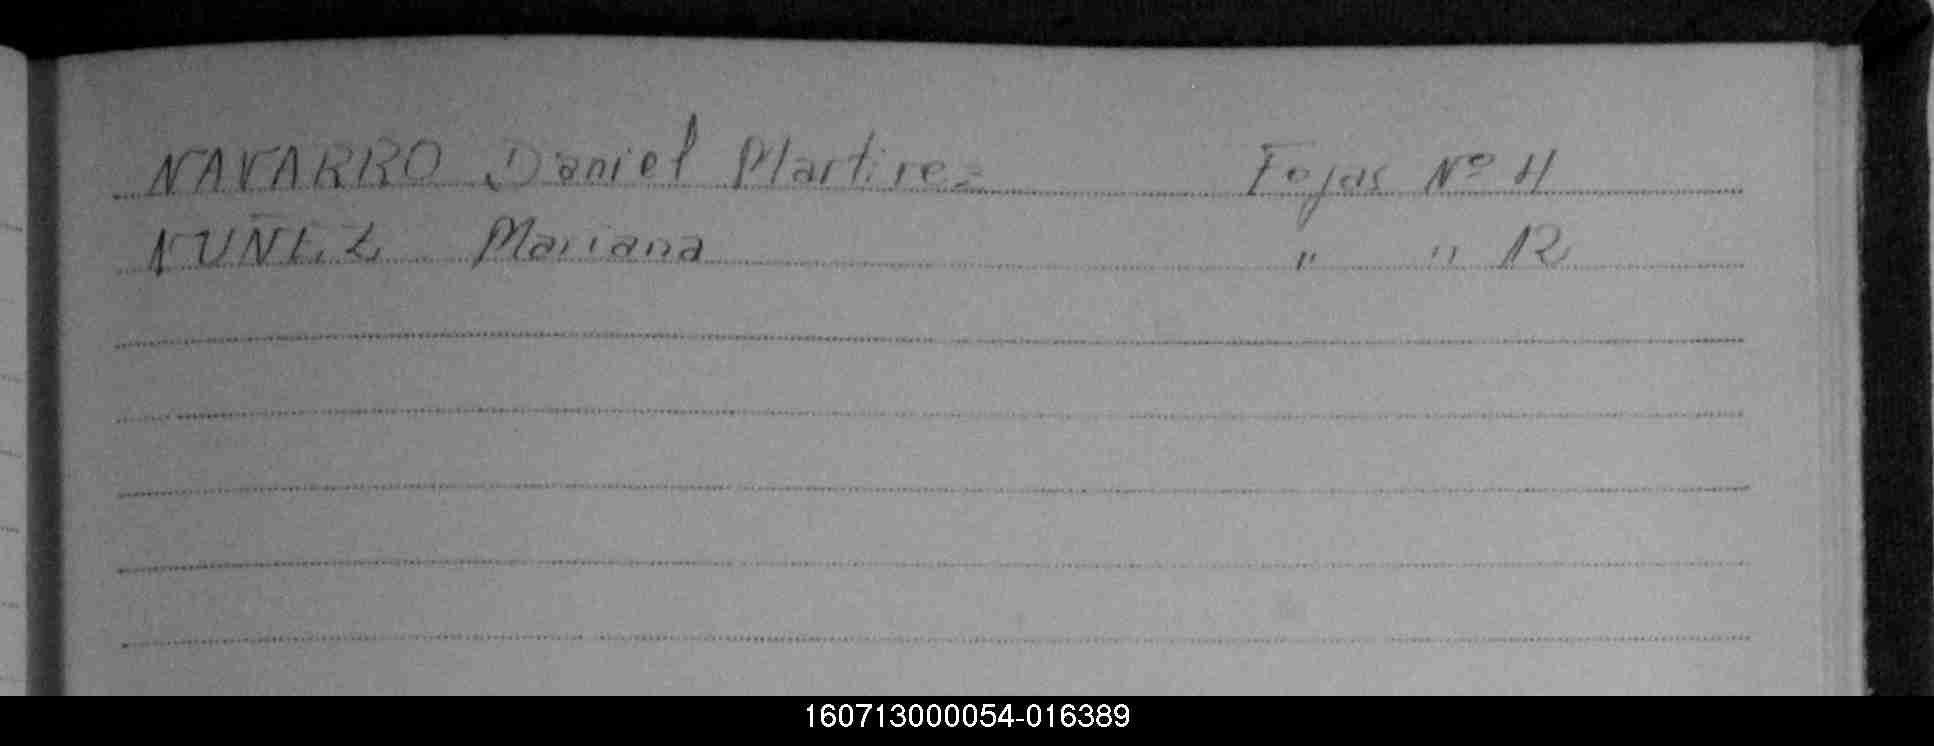 NAVARRO Daniel Martirez Fojas Nº 11
NUÑEZ Mariana " " 12
160713000054-016389